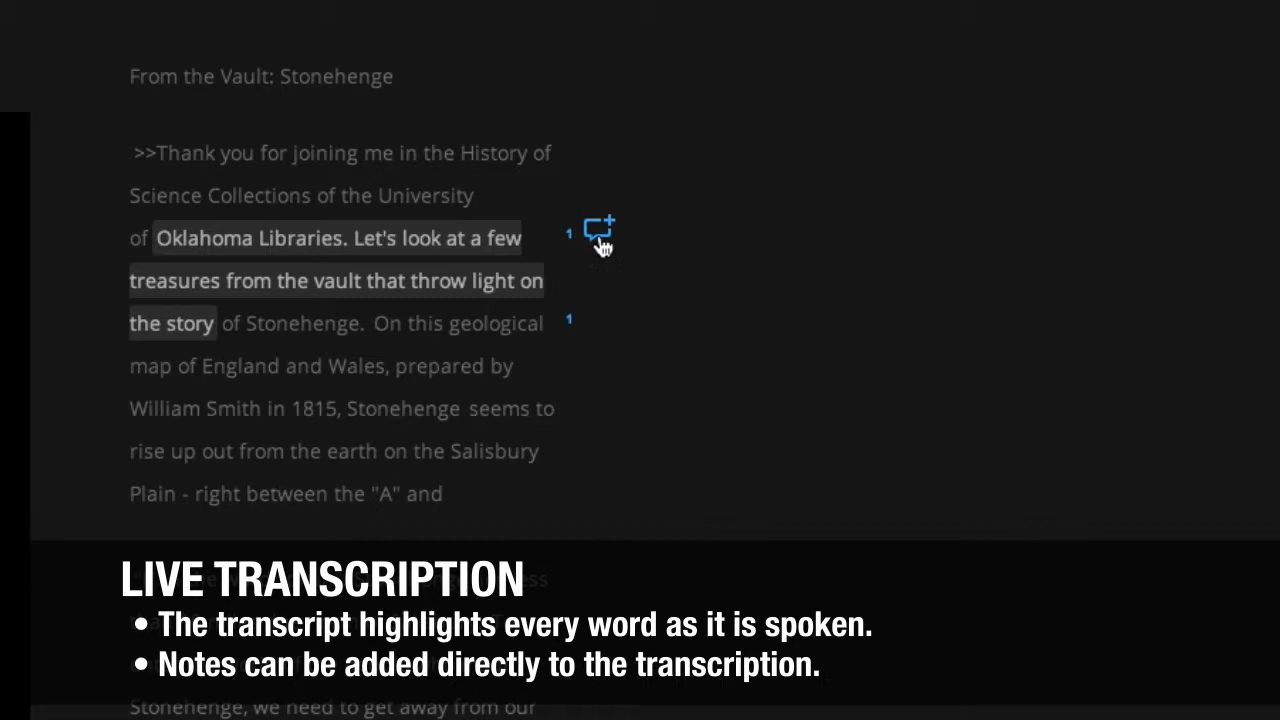 From the Vault: Stonehenge
>>Thank you for joining me in the History of
Science Collections of the University
of Oklahoma Libraries. Let's look at a few 1
treasures from the vault that throw light on
the story of Stonehenge. On this geological 1
map of England and Wales, prepared by
William Smith in 1815, Stonehenge seems to
rise up out from the earth on the Salisbury
Plain - right between the "A" and
LIVE TRANSCRIPTION
• The transcript highlights every word as it is spoken.
• Notes can be added directly to the transcription.
Stonehenge, we need to get away from our